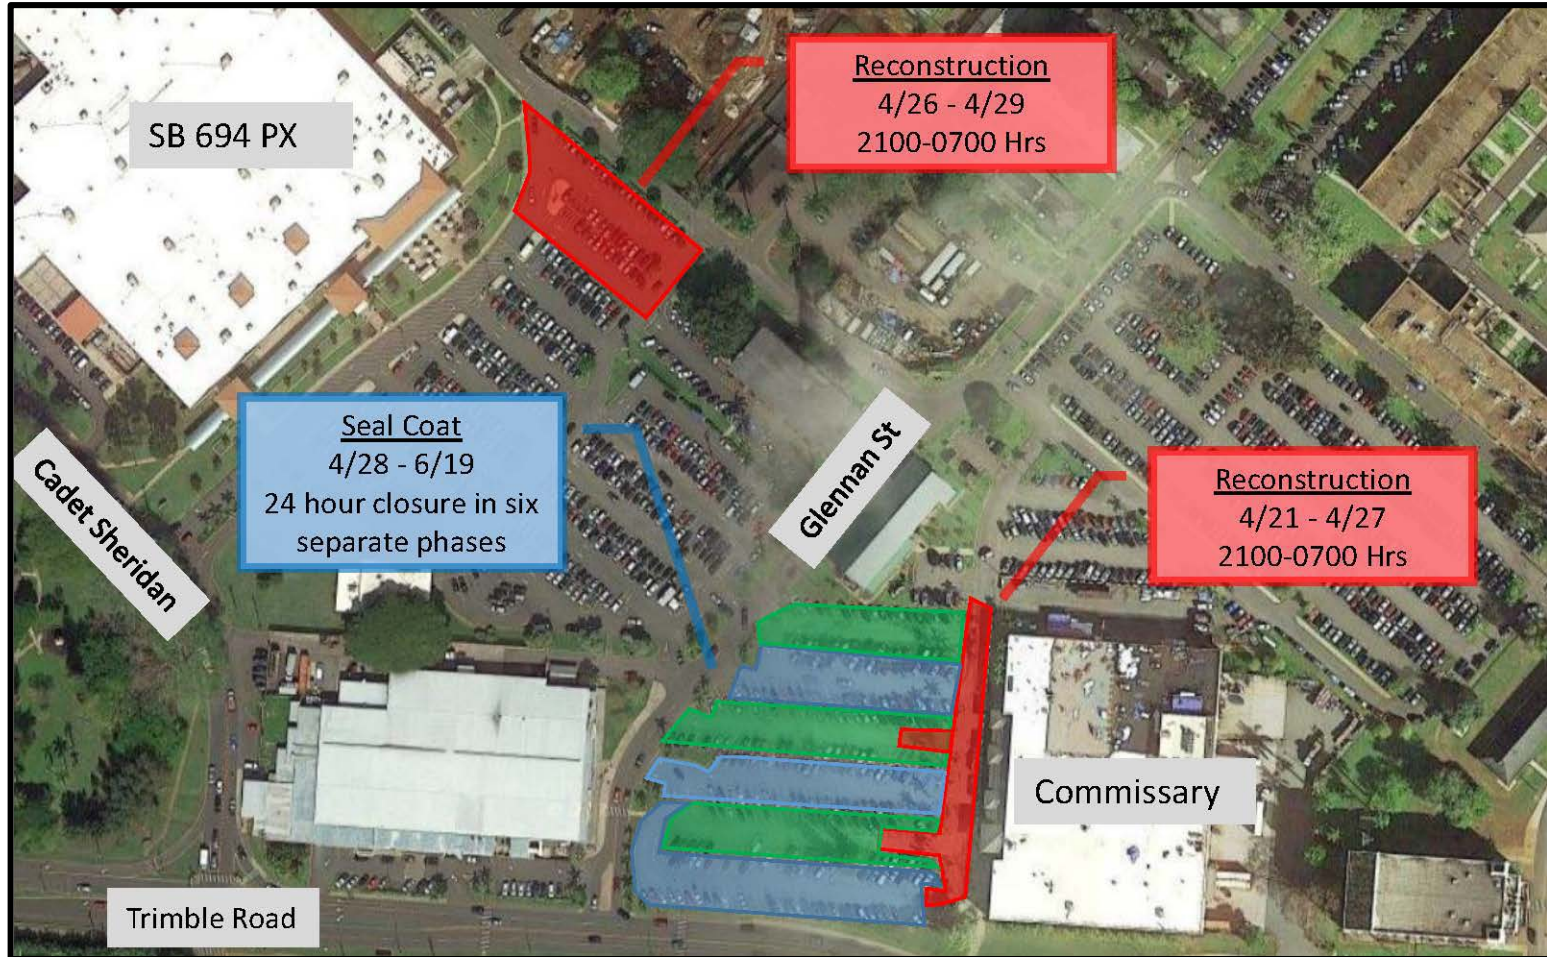 SB 694 PX
Reconstruction
4/26 - 4/29
2100-0700 Hrs
Seal Coat
4/28 - 6/19
24 hour closure in six
separate phases
Cadet Sheridan
Glennan St
Reconstruction
4/21 - 4/27
2100-0700 Hrs
Commissary
Trimble Road